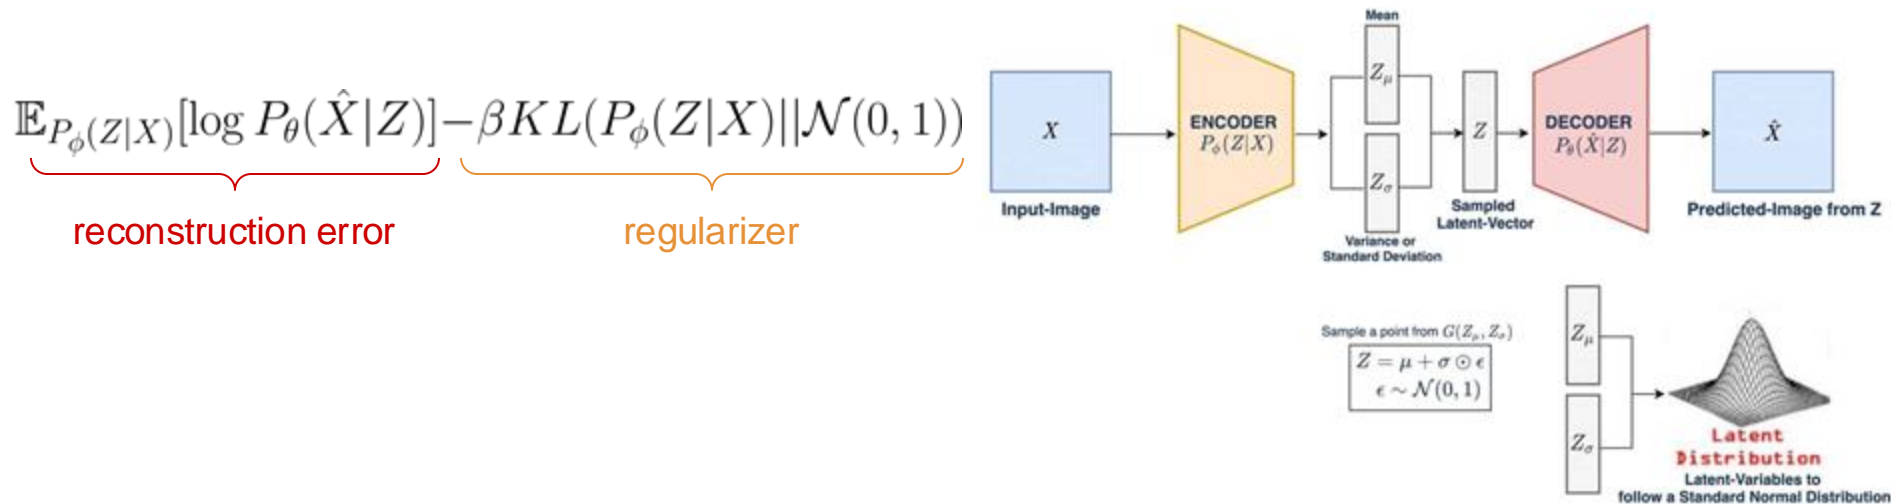 𝔼_{P_ϕ(Z|X)}[log P_θ(X̂|Z)]−βKL(P_ϕ(Z|X)||𝒩(0, 1))
reconstruction error
regularizer
Mean
Z_μ
X
ENCODER
P_ϕ(Z|X)
Z
DECODER
P_θ(X̂|Z)
X̂
Z_σ
Input-Image
Sampled
Latent-Vector
Predicted-Image from Z
Variance or
Standard Deviation
Sample a point from G(Z_μ, Z_σ)
Z = μ + σ ⊙ ϵ
ϵ ∼ 𝒩(0, 1)
Z_μ
Z_σ
Latent
Distribution
Latent-Variables to
follow a Standard Normal Distribution